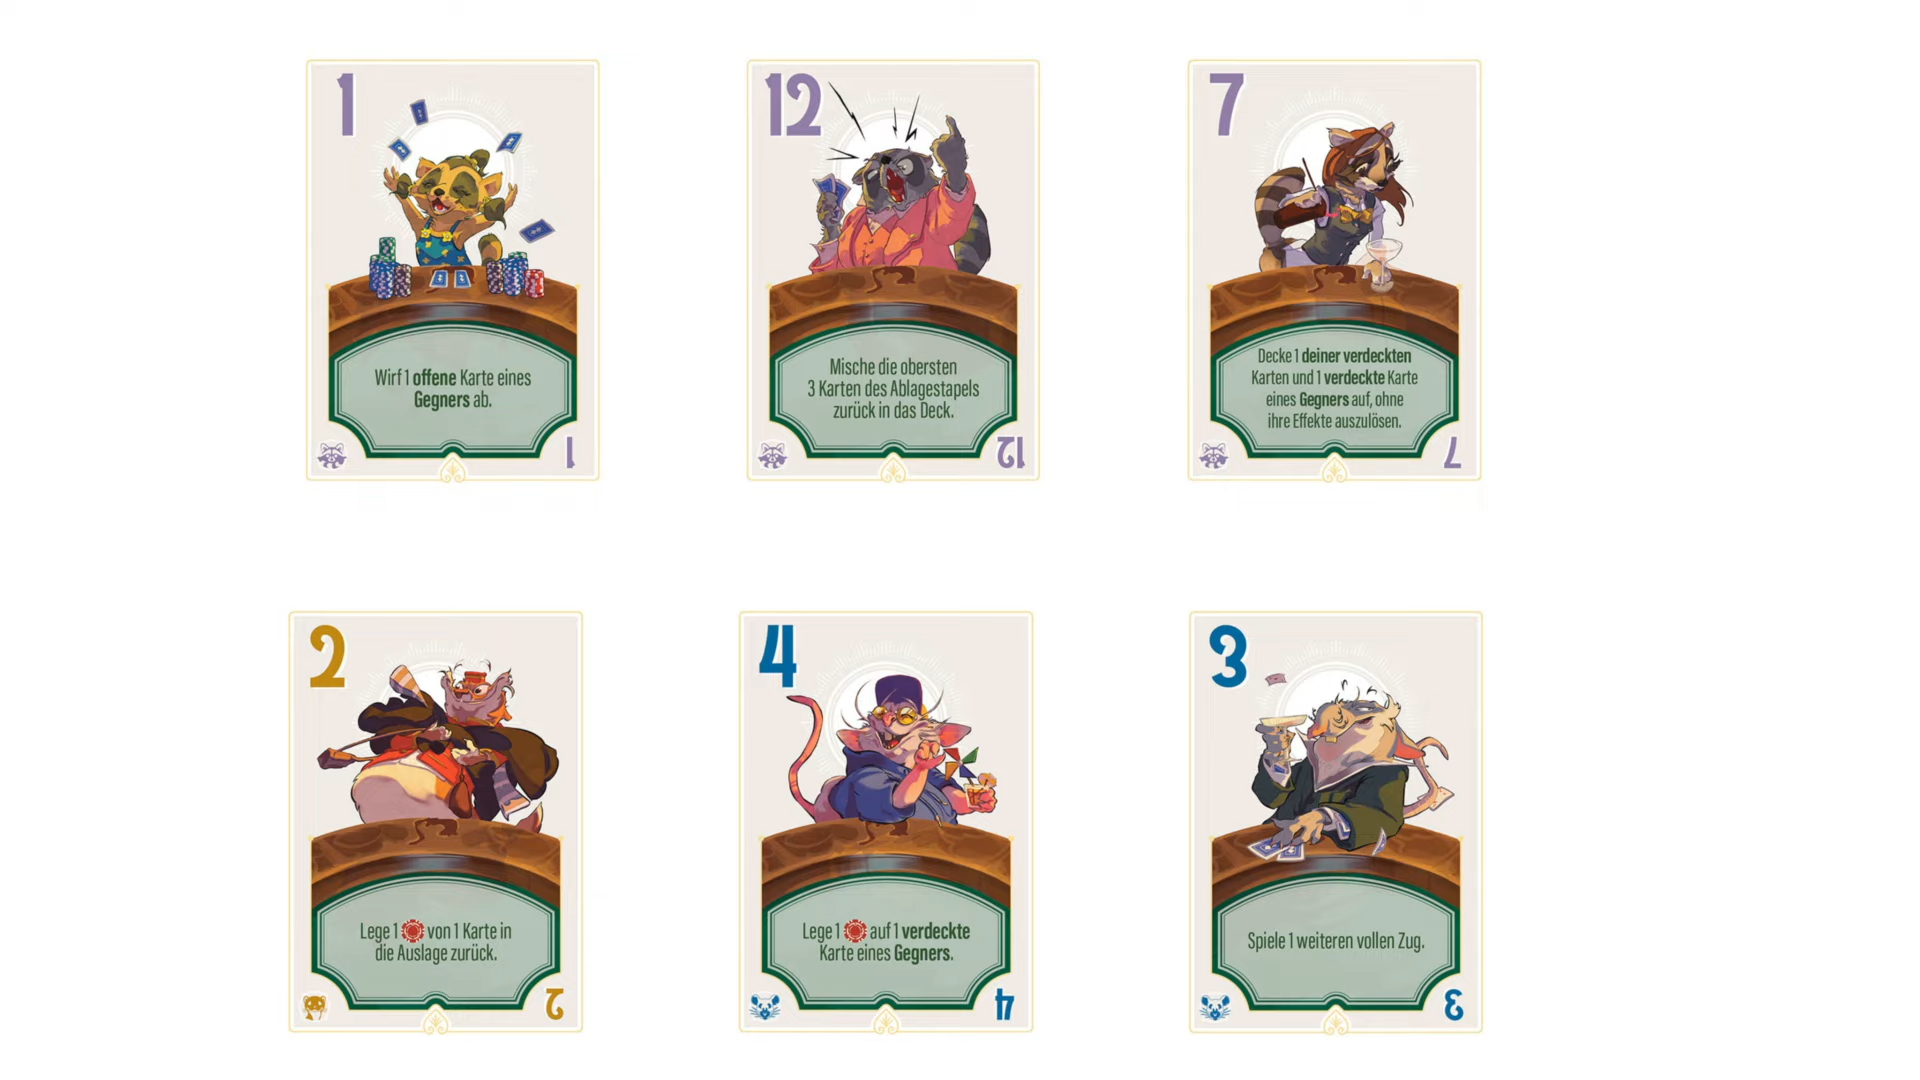 1
Wirf 1 offene Karte eines
Gegners ab.
1
12
Mische die obersten
3 Karten des Ablagestapels
zurück in das Deck.
12
7
Decke 1 deiner verdeckten
Karten und 1 verdeckte Karte
eines Gegners auf, ohne
ihre Effekte auszulösen.
7
2
Lege 1 von 1 Karte in
die Auslage zurück.
2
4
Lege 1 auf 1 verdeckte
Karte eines Gegners.
4
3
Spiele 1 weiteren vollen Zug.
3